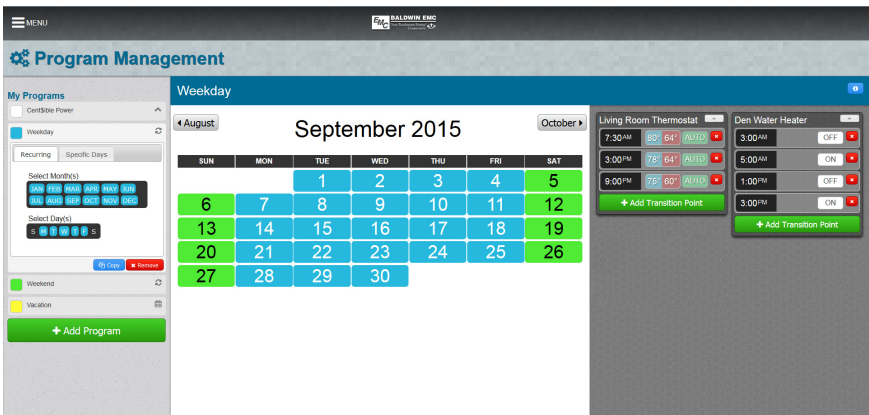 MENU
EMC BALDWIN EMC
Program Management
My Programs
Cent$ible Power
Weekday
Recurring Specific Days
Select Month(s)
JAN FEB MAR APR MAY JUN
JUL AUG SEP OCT NOV DEC
Select Day(s)
S M T W T F S
Copy Remove
Weekend
Vacation
+ Add Program
Weekday
August September 2015 October
SUN MON TUE WED THU FRI SAT
1 2 3 4 5
6 7 8 9 10 11 12
13 14 15 16 17 18 19
20 21 22 23 24 25 26
27 28 29 30
Living Room Thermostat
7:30AM 80° 64° AUTO
3:00PM 78° 64° AUTO
9:00PM 75° 60° AUTO
+ Add Transition Point
Den Water Heater
3:00AM OFF
5:00AM ON
1:00PM OFF
3:00PM ON
+ Add Transition Point